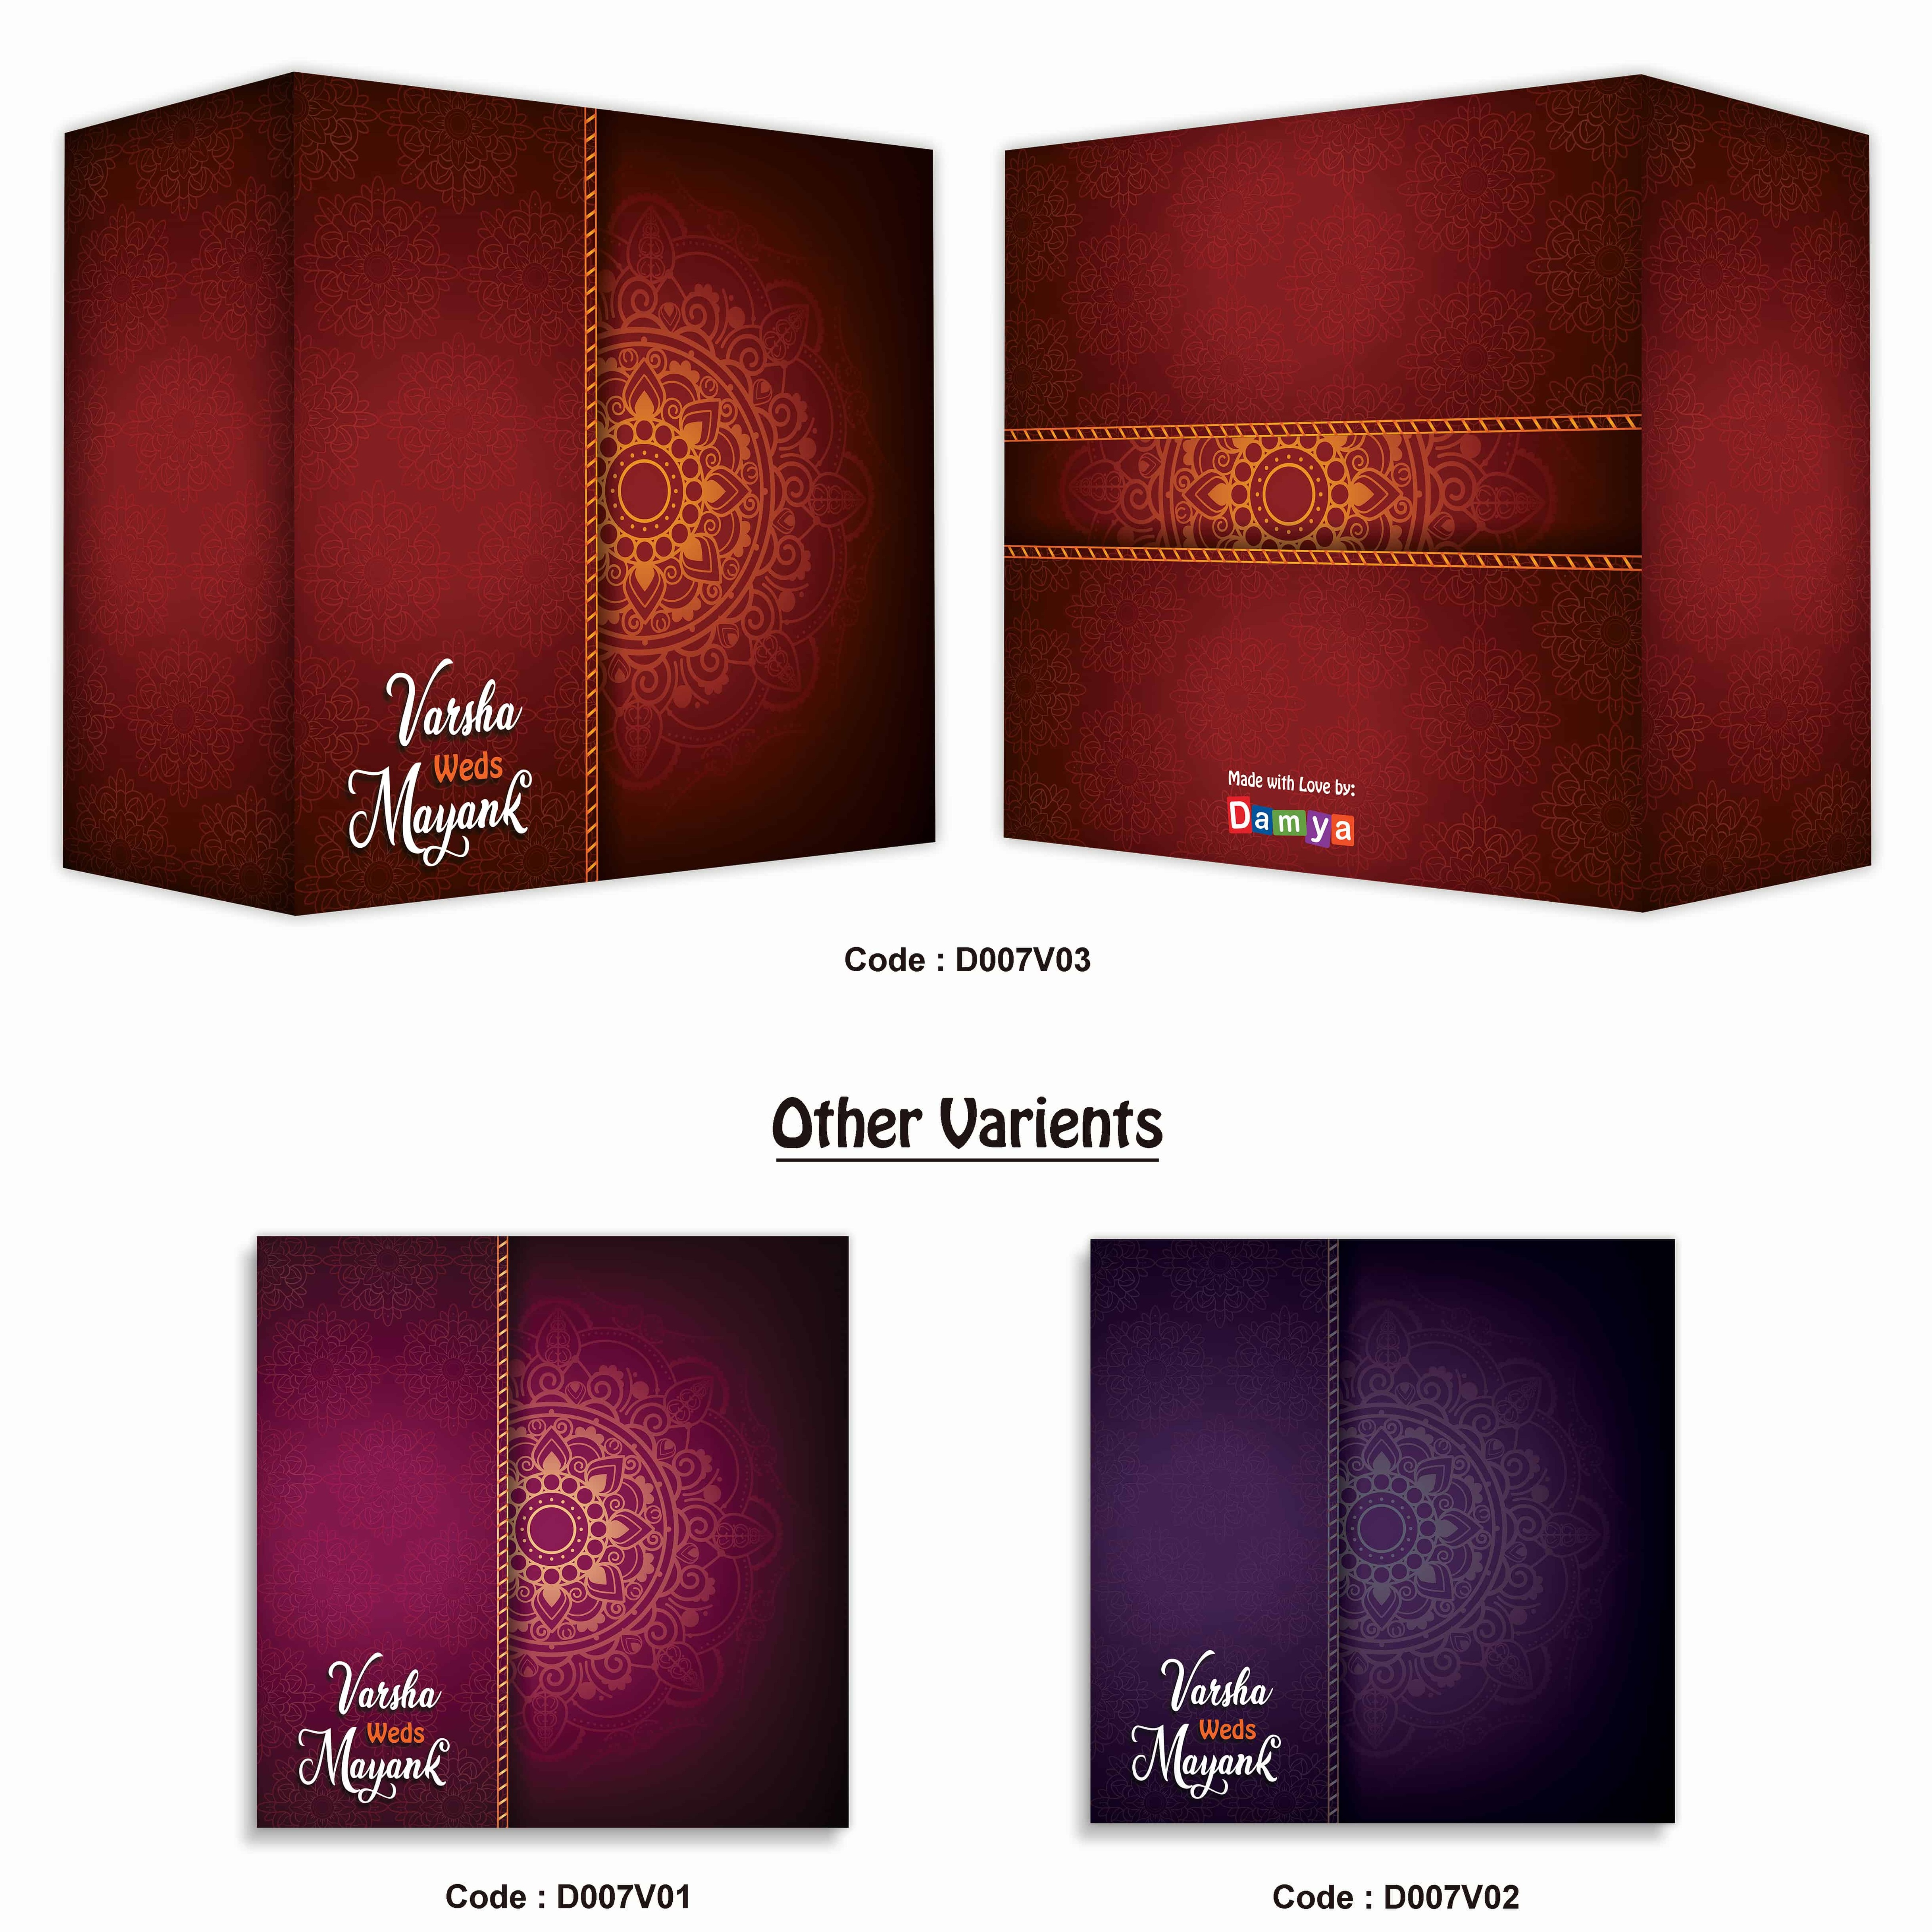 Varsha
Weds
Mayank
Made with Love by:
Damya
Code : D007V03
Other Varients
Varsha
Weds
Mayank
Code : D007V01
Varsha
Weds
Mayank
Code : D007V02